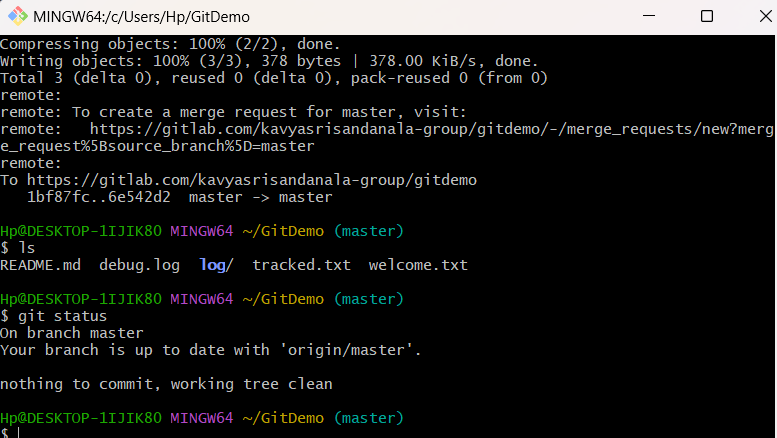 MINGW64:/c/Users/Hp/GitDemo
Compressing objects: 100% (2/2), done.
Writing objects: 100% (3/3), 378 bytes | 378.00 KiB/s, done.
Total 3 (delta 0), reused 0 (delta 0), pack-reused 0 (from 0)
remote:
remote: To create a merge request for master, visit:
remote:   https://gitlab.com/kavyasrisandanala-group/gitdemo/-/merge_requests/new?merg
e_request%5Bsource_branch%5D=master
remote:
To https://gitlab.com/kavyasrisandanala-group/gitdemo
   1bf87fc..6e542d2  master -> master
Hp@DESKTOP-1IJIK80 MINGW64 ~/GitDemo (master)
$ ls
README.md  debug.log  log/  tracked.txt  welcome.txt
Hp@DESKTOP-1IJIK80 MINGW64 ~/GitDemo (master)
$ git status
On branch master
Your branch is up to date with 'origin/master'.
nothing to commit, working tree clean
Hp@DESKTOP-1IJIK80 MINGW64 ~/GitDemo (master)
$